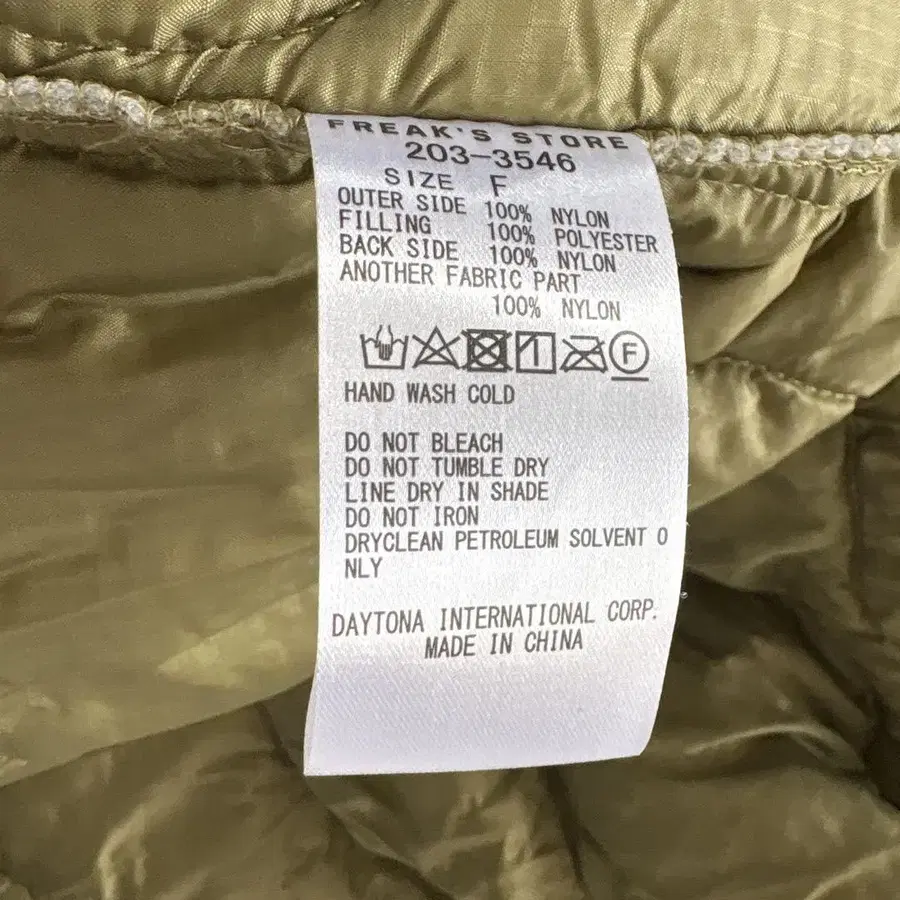 FREAK'S STORE
203-3546
SIZE F
OUTER SIDE 100% NYLON
FILLING 100% POLYESTER
BACK SIDE 100% NYLON
ANOTHER FABRIC PART
100% NYLON
F
HAND WASH COLD
DO NOT BLEACH
DO NOT TUMBLE DRY
LINE DRY IN SHADE
DO NOT IRON
DRYCLEAN PETROLEUM SOLVENT O
NLY
DAYTONA INTERNATIONAL CORP.
MADE IN CHINA